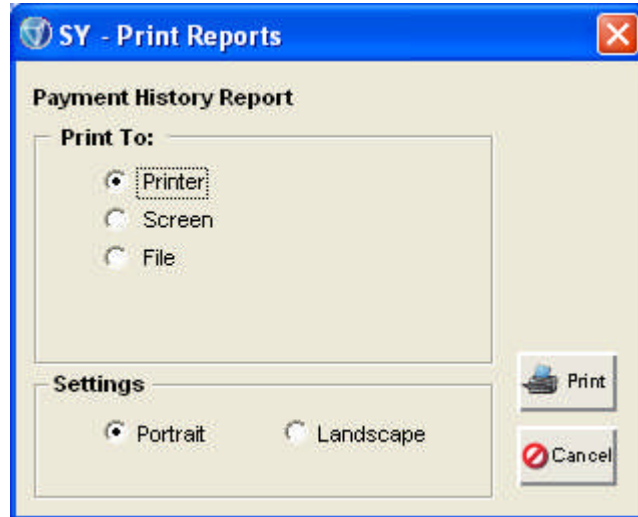 SY - Print Reports
Payment History Report
Print To:
Printer
Screen
File
Print
Settings
Portrait Landscape
Cancel